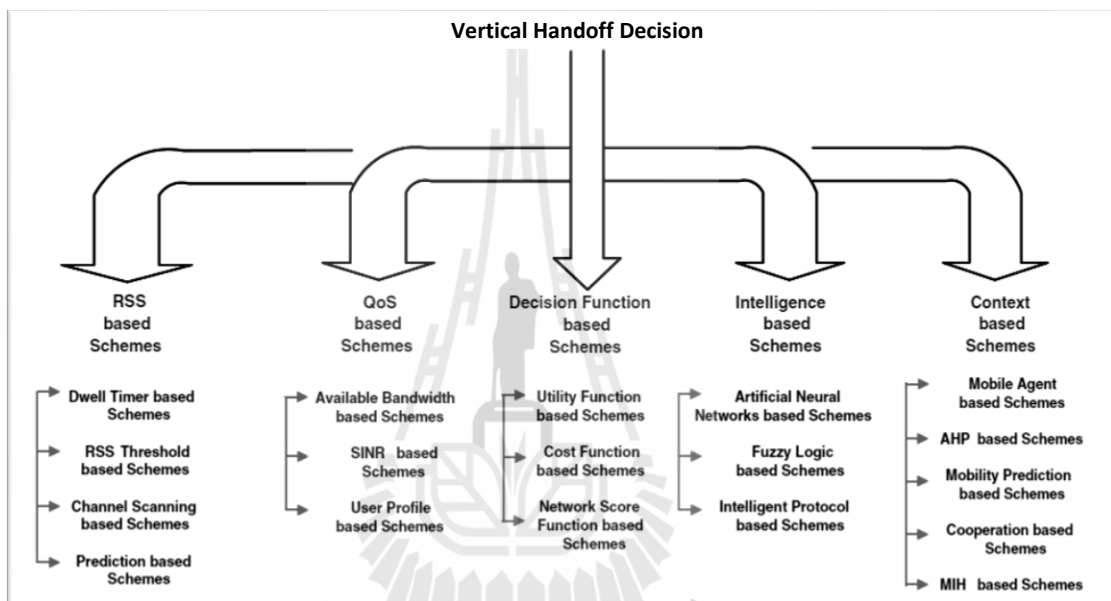 Vertical Handoff Decision
RSS
based
Schemes
Dwell Timer based
Schemes
RSS Threshold
based Schemes
Channel Scanning
based Schemes
Prediction based
Schemes
QoS
based
Schemes
Available Bandwidth
based Schemes
SINR based
Schemes
User Profile
based Schemes
Decision Function
based
Schemes
Utility Function
based Schemes
Cost Function
based Schemes
Network Score
Function based
Schemes
Intelligence
based
Schemes
Artificial Neural
Networks based Schemes
Fuzzy Logic
based Schemes
Intelligent Protocol
based Schemes
Context
based
Schemes
Mobile Agent
based Schemes
AHP based Schemes
Mobility Prediction
based Schemes
Cooperation based
Schemes
MIH based Schemes